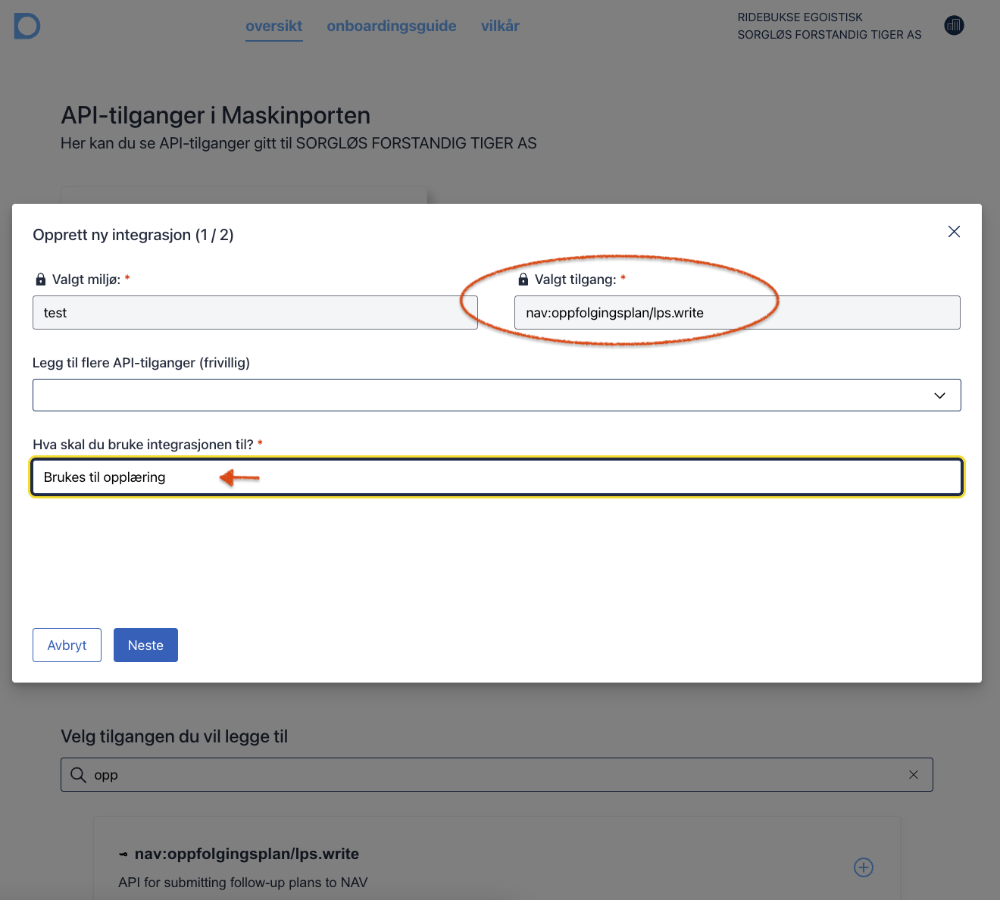 oversikt
onboardingsguide
vilkår
RIDEBUKSE EGOISTISK
SORGLØS FORSTANDIG TIGER AS
API-tilganger i Maskinporten
Her kan du se API-tilganger gitt til SORGLØS FORSTANDIG TIGER AS
Opprett ny integrasjon (1 / 2)
Valgt miljø: *
test
Valgt tilgang: *
nav:oppfolgingsplan/lps.write
Legg til flere API-tilganger (frivillig)
Hva skal du bruke integrasjonen til? *
Brukes til opplæring
Avbryt
Neste
Velg tilgangen du vil legge til
opp
nav:oppfolgingsplan/lps.write
API for submitting follow-up plans to NAV